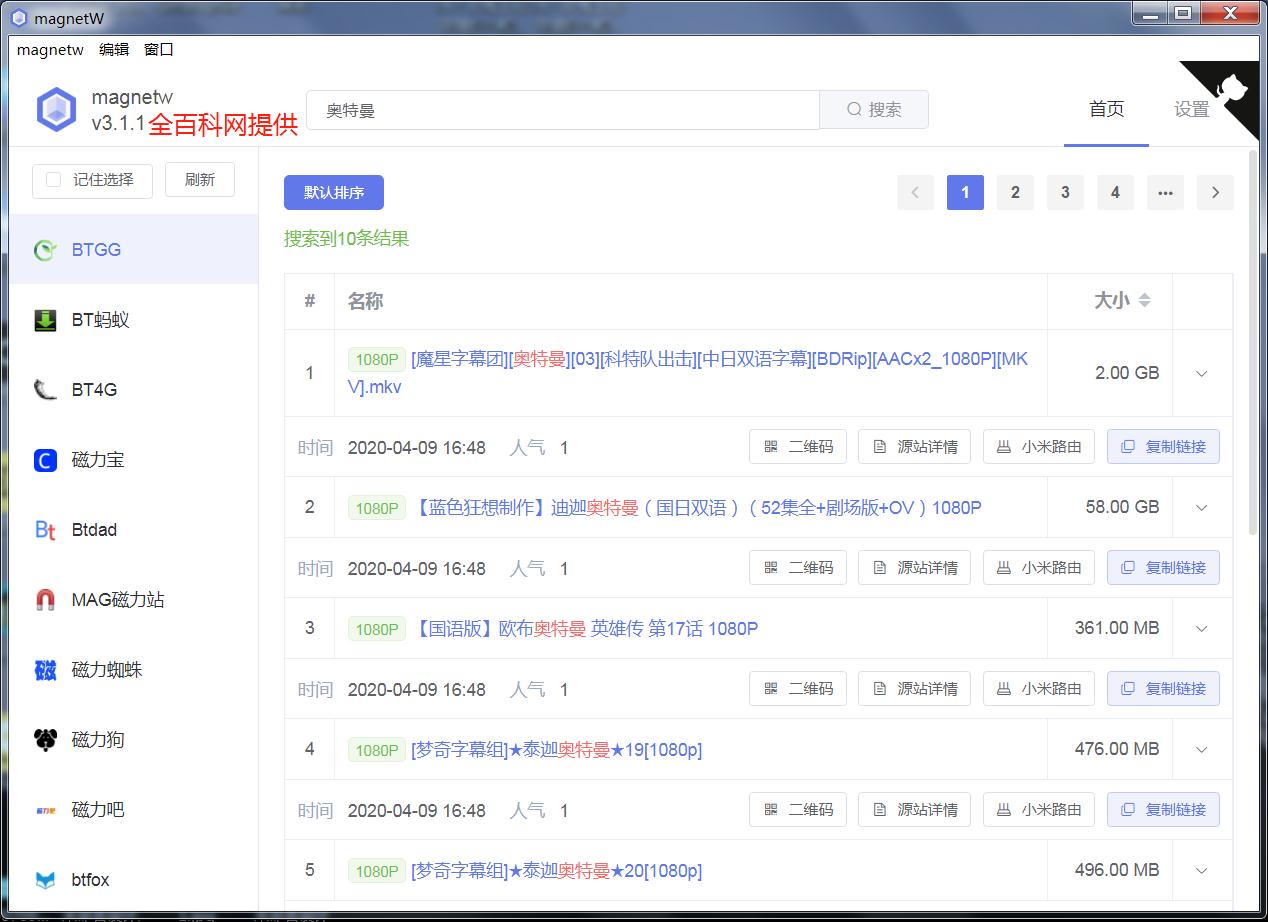 magnetW
magnetw 编辑 窗口
magnetw
v3.1.1 全百科网提供
奥特曼
搜索
首页
设置
记住选择
刷新
BTGG
BT蚂蚁
BT4G
磁力宝
Btdad
MAG磁力站
磁力蜘蛛
磁力狗
磁力吧
btfox
默认排序
1 2 3 4 •••
搜索到10条结果
# 名称 大小
1 1080P [魔星字幕团][奥特曼][03][科特队出击][中日双语字幕][BDRip][AACx2_1080P][MK
V].mkv 2.00 GB
时间 2020-04-09 16:48 人气 1 二维码 源站详情 小米路由 复制链接
2 1080P 【蓝色狂想制作】迪迦奥特曼（国日双语）（52集全+剧场版+OV）1080P 58.00 GB
时间 2020-04-09 16:48 人气 1 二维码 源站详情 小米路由 复制链接
3 1080P 【国语版】欧布奥特曼 英雄传 第17话 1080P 361.00 MB
时间 2020-04-09 16:48 人气 1 二维码 源站详情 小米路由 复制链接
4 1080P [梦奇字幕组]★泰迦奥特曼★19[1080p] 476.00 MB
时间 2020-04-09 16:48 人气 1 二维码 源站详情 小米路由 复制链接
5 1080P [梦奇字幕组]★泰迦奥特曼★20[1080p] 496.00 MB